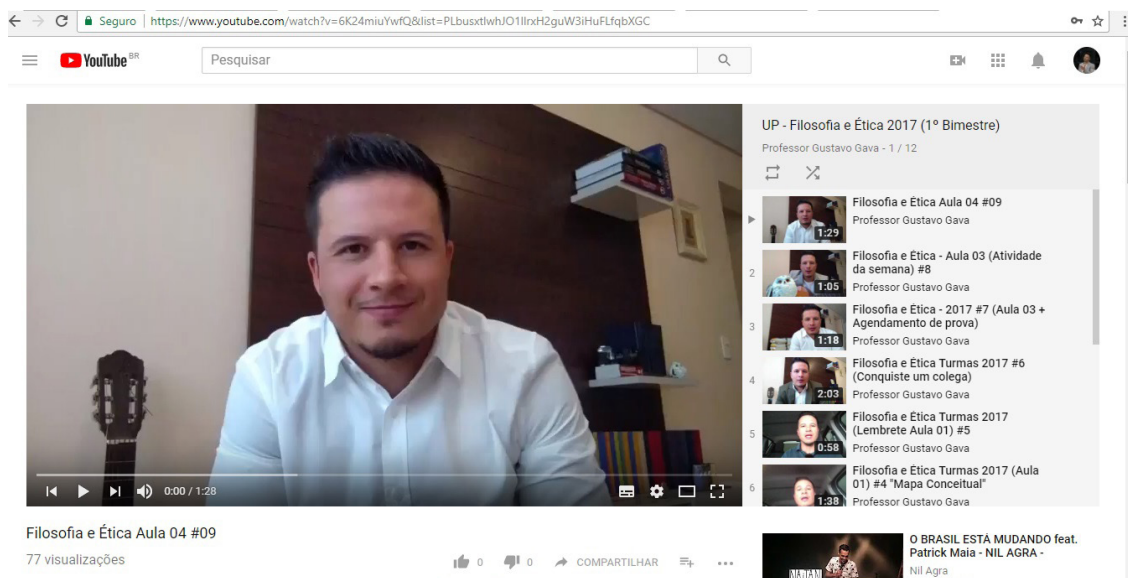 Seguro | https://www.youtube.com/watch?v=6K24miuYwfQ&list=PLbusxtlwhJO1IlrxH2guW3iHuFLfqbXGC
YouTube BR
Pesquisar
UP - Filosofia e Ética 2017 (1º Bimestre)
Professor Gustavo Gava - 1 / 12
Filosofia e Ética Aula 04 #09
Professor Gustavo Gava
1:29
2
Filosofia e Ética - Aula 03 (Atividade
da semana) #8
Professor Gustavo Gava
1:05
3
Filosofia e Ética - 2017 #7 (Aula 03 +
Agendamento de prova)
Professor Gustavo Gava
1:18
4
Filosofia e Ética Turmas 2017 #6
(Conquiste um colega)
Professor Gustavo Gava
2:03
5
Filosofia e Ética Turmas 2017
(Lembrete Aula 01) #5
Professor Gustavo Gava
0:58
6
Filosofia e Ética Turmas 2017 (Aula
01) #4 "Mapa Conceitual"
Professor Gustavo Gava
1:38
0:00 / 1:28
Filosofia e Ética Aula 04 #09
77 visualizações
0
0
COMPARTILHAR
O BRASIL ESTÁ MUDANDO feat.
Patrick Maia - NIL AGRA -
Nil Agra